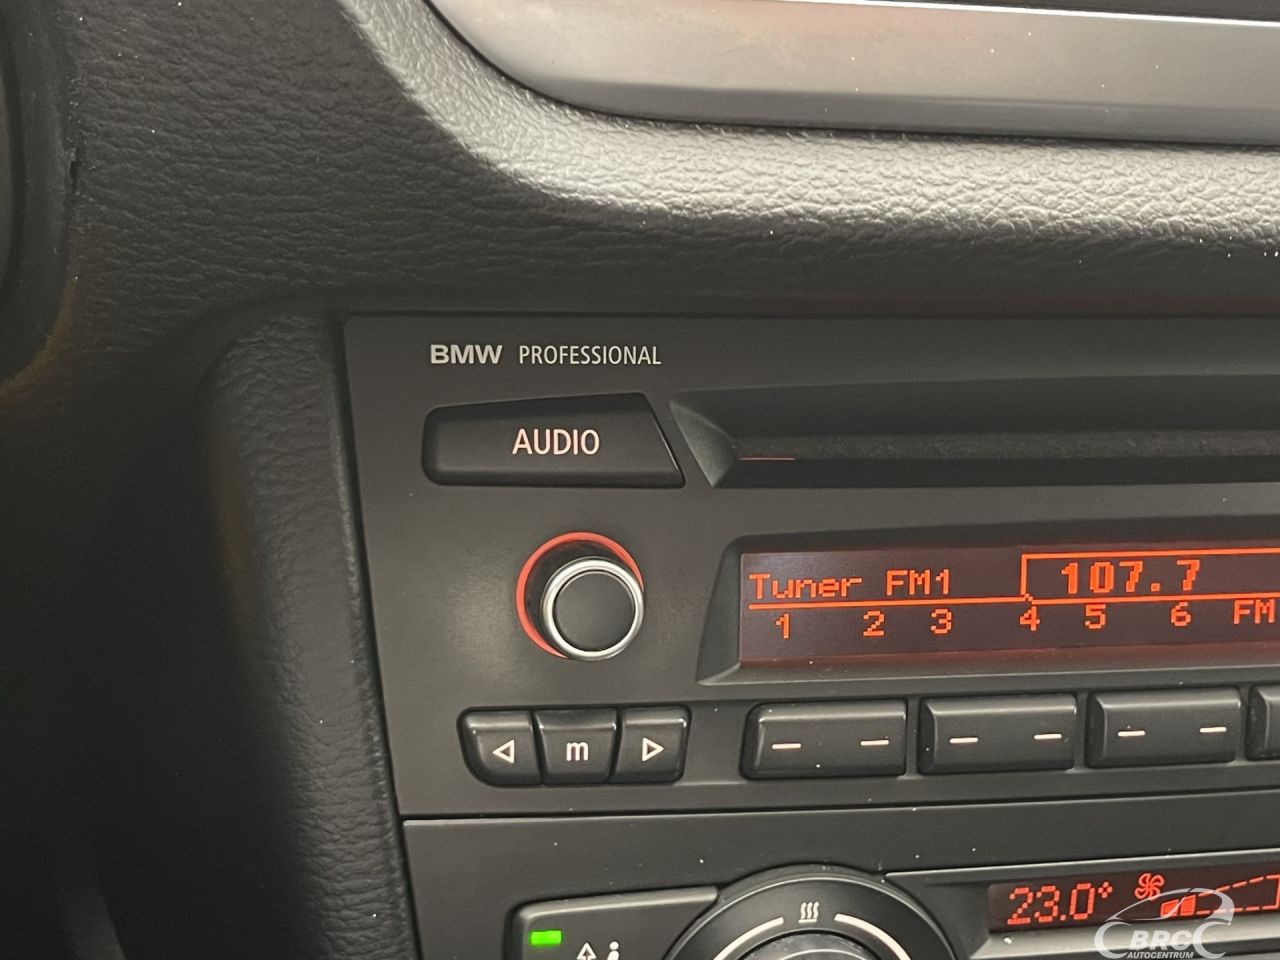 BMW PROFESSIONAL
AUDIO
Tuner FM1 107.7
1 2 3 4 5 6 FM
m
23.0°
BRC
AUTOCENTRUM